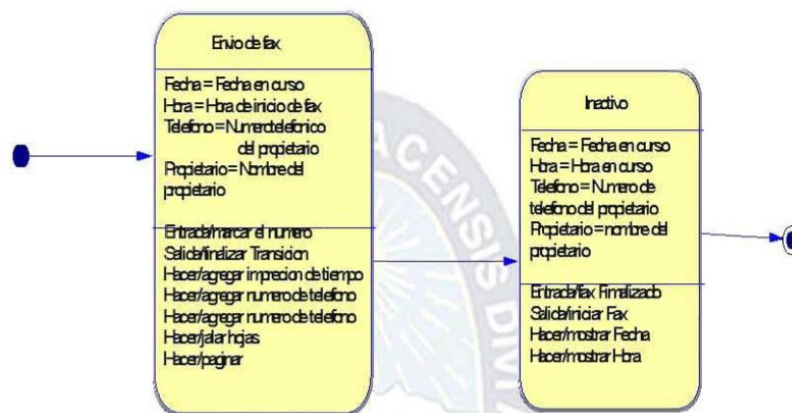 Envio de fax
Fecha = Fecha en curso
Hora = Hora de inicio de fax
Telefono = Numero telefonico
del propietario
Propietario = Nombre del
propietario
Entrada/marcar el numero
Salida/finalizar Transicion
Hacer/agregar imprecion de tiempo
Hacer/agregar numero de telefono
Hacer/agregar numero de telefono
Hacer/jalar hojas
Hacer/paginar
Inactivo
Fecha = Fecha en curso
Hora = Hora en curso
Telefono = Numero de
telefono del propietario
Propietario = nombre del
propietario
Entrada/fax Fimalizado
Salida/iniciar Fax
Hacer/mostrar Fecha
Hacer/mostrar Hora
ACENSIS DIVI